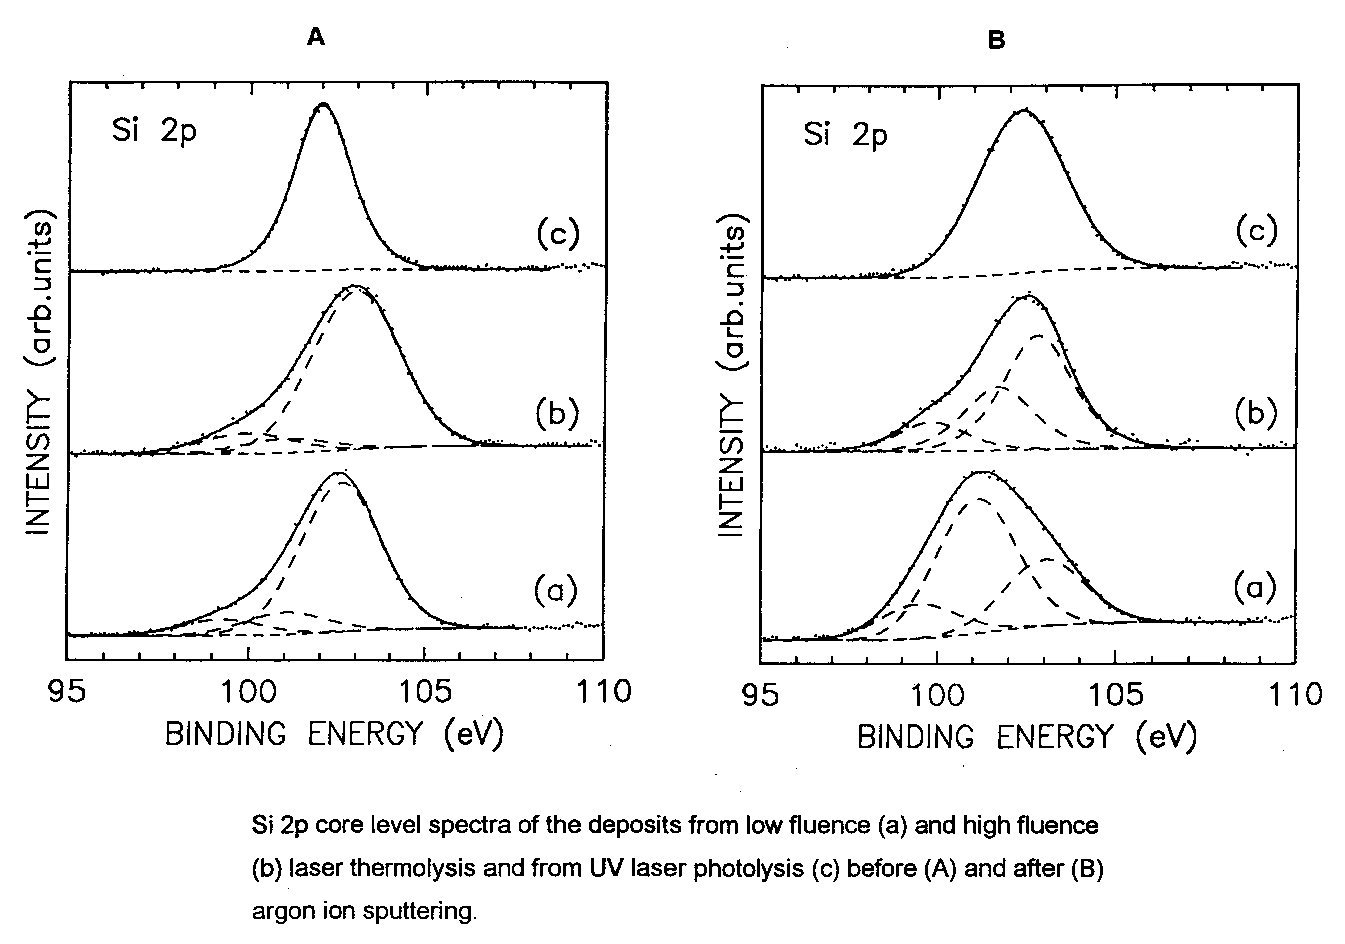 A
B
Si 2p
(c)
(b)
(a)
INTENSITY (arb.units)
95 100 105 110
BINDING ENERGY (eV)
Si 2p
(c)
(b)
(a)
INTENSITY (arb.units)
95 100 105 110
BINDING ENERGY (eV)
Si 2p core level spectra of the deposits from low fluence (a) and high fluence
(b) laser thermolysis and from UV laser photolysis (c) before (A) and after (B)
argon ion sputtering.